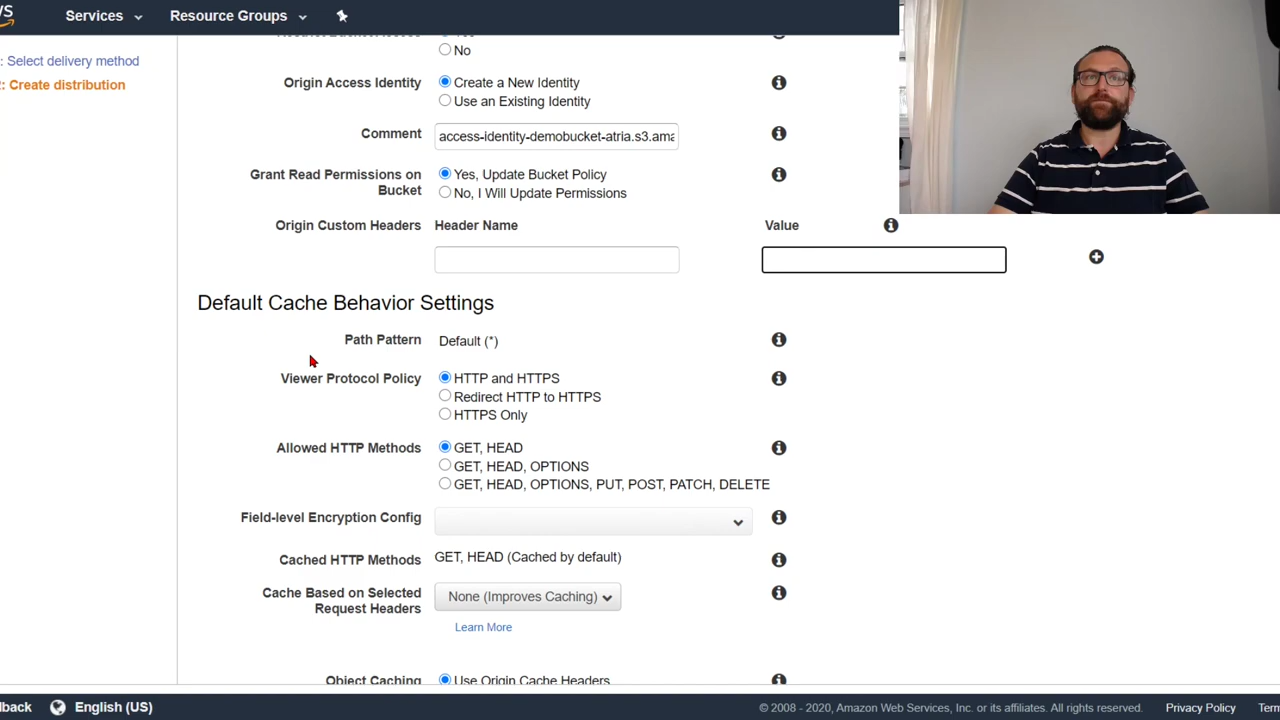 Services
Resource Groups
: Select delivery method
: Create distribution
No
Origin Access Identity
Create a New Identity
Use an Existing Identity
Comment
access-identity-demobucket-atria.s3.ama
Grant Read Permissions on Bucket
Yes, Update Bucket Policy
No, I Will Update Permissions
Origin Custom Headers
Header Name
Value
Default Cache Behavior Settings
Path Pattern
Default (*)
Viewer Protocol Policy
HTTP and HTTPS
Redirect HTTP to HTTPS
HTTPS Only
Allowed HTTP Methods
GET, HEAD
GET, HEAD, OPTIONS
GET, HEAD, OPTIONS, PUT, POST, PATCH, DELETE
Field-level Encryption Config
Cached HTTP Methods
GET, HEAD (Cached by default)
Cache Based on Selected
Request Headers
None (Improves Caching)
Learn More
Object Caching
Use Origin Cache Headers
lback
English (US)
© 2008 - 2020, Amazon Web Services, Inc. or its affiliates. All rights reserved.
Privacy Policy
Tern